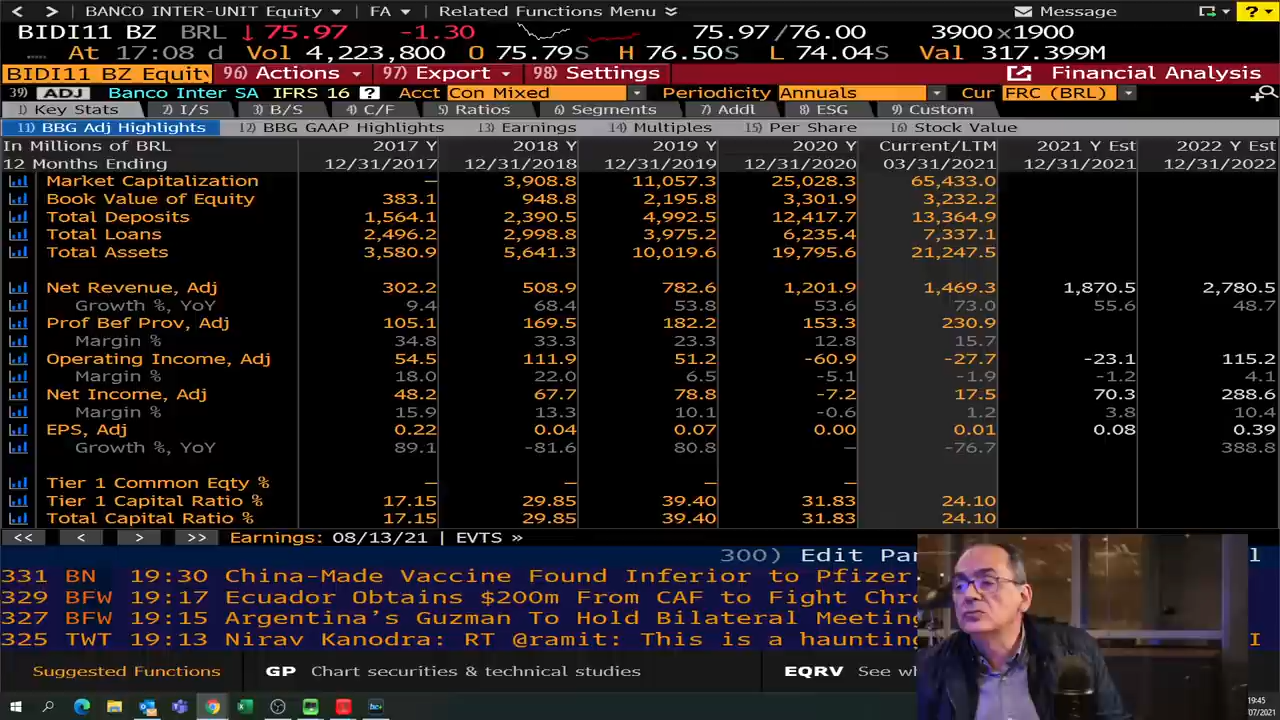 BANCO INTER-UNIT Equity FA Related Functions Menu Message
BIDI11 BZ BRL ↓ 75.97 -1.30 75.97/76.00 3900x1900
At 17:08 d Vol 4,223,800 O 75.79S H 76.50S L 74.04S Val 317.399M
BIDI11 BZ Equity 96) Actions 97) Export 98) Settings Financial Analysis
39) ADJ Banco Inter SA IFRS 16 ? Acct Con Mixed Periodicity Annuals Cur FRC (BRL)
1) Key Stats 2) I/S 3) B/S 4) C/F 5) Ratios 6) Segments 7) Addl 8) ESG 9) Custom
11) BBG Adj Highlights 12) BBG GAAP Highlights 13) Earnings 14) Multiples 15) Per Share 16) Stock Value
In Millions of BRL 2017 Y 2018 Y 2019 Y 2020 Y Current/LTM 2021 Y Est 2022 Y Est
12 Months Ending 12/31/2017 12/31/2018 12/31/2019 12/31/2020 03/31/2021 12/31/2021 12/31/2022
Market Capitalization — 3,908.8 11,057.3 25,028.3 65,433.0
Book Value of Equity 383.1 948.8 2,195.8 3,301.9 3,232.2
Total Deposits 1,564.1 2,390.5 4,992.5 12,417.7 13,364.9
Total Loans 2,496.2 2,998.8 3,975.2 6,235.4 7,337.1
Total Assets 3,580.9 5,641.3 10,019.6 19,795.6 21,247.5
Net Revenue, Adj 302.2 508.9 782.6 1,201.9 1,469.3 1,870.5 2,780.5
Growth %, YoY 9.4 68.4 53.8 53.6 73.0 55.6 48.7
Prof Bef Prov, Adj 105.1 169.5 182.2 153.3 230.9
Margin % 34.8 33.3 23.3 12.8 15.7
Operating Income, Adj 54.5 111.9 51.2 -60.9 -27.7 -23.1 115.2
Margin % 18.0 22.0 6.5 -5.1 -1.9 -1.2 4.1
Net Income, Adj 48.2 67.7 78.8 -7.2 17.5 70.3 288.6
Margin % 15.9 13.3 10.1 -0.6 1.2 3.8 10.4
EPS, Adj 0.22 0.04 0.07 0.00 0.01 0.08 0.39
Growth %, YoY 89.1 -81.6 80.8 — -76.7 388.8
Tier 1 Common Eqty % — — — —
Tier 1 Capital Ratio % 17.15 29.85 39.40 31.83 24.10
Total Capital Ratio % 17.15 29.85 39.40 31.83 24.10
<< < > >> Earnings: 08/13/21 | EVTS »
300) Edit Pan
331 BN 19:30 China-Made Vaccine Found Inferior to Pfizer
329 BFW 19:17 Ecuador Obtains $200m From CAF to Fight Chr
327 BFW 19:15 Argentina's Guzman To Hold Bilateral Meeting
325 TWT 19:13 Nirav Kanodra: RT @ramit: This is a haunting
Suggested Functions GP Chart securities & technical studies EQRV See wh
19:45
/07/2021